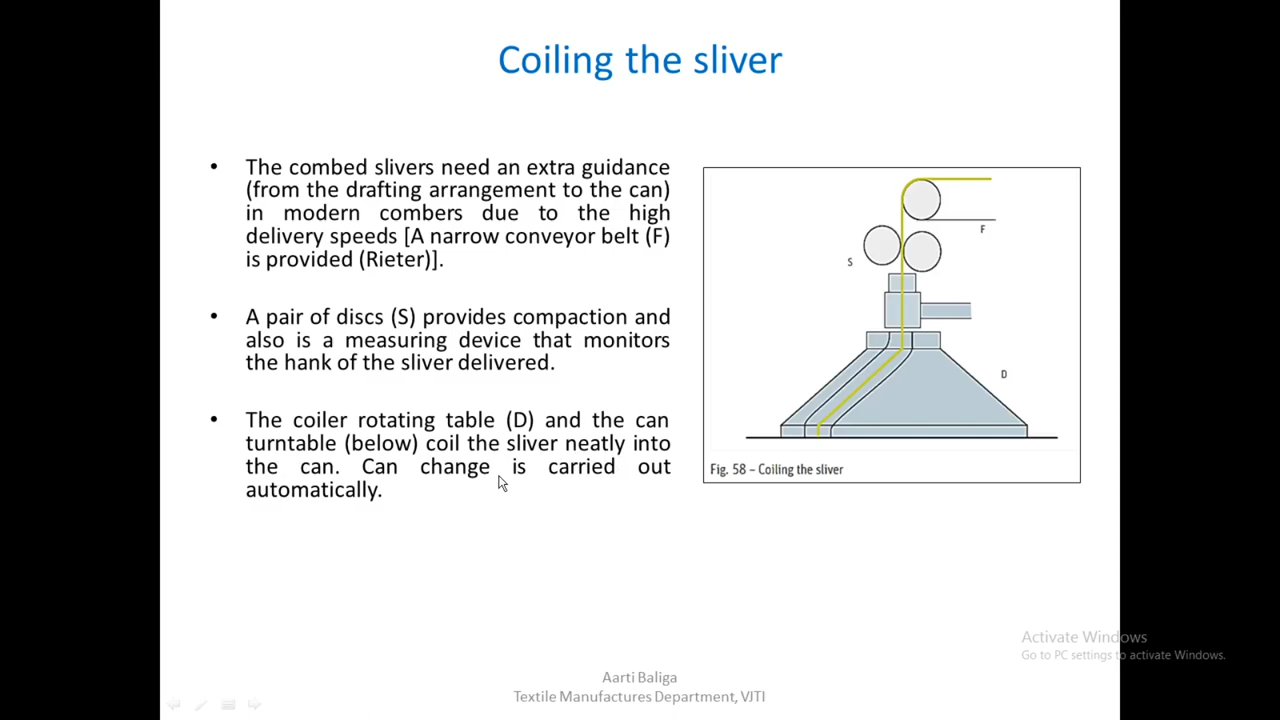 Coiling the sliver
• The combed slivers need an extra guidance
(from the drafting arrangement to the can)
in modern combers due to the high
delivery speeds [A narrow conveyor belt (F)
is provided (Rieter)].
• A pair of discs (S) provides compaction and
also is a measuring device that monitors
the hank of the sliver delivered.
• The coiler rotating table (D) and the can
turntable (below) coil the sliver neatly into
the can. Can change is carried out
automatically.
F
S
D
Fig. 58 – Coiling the sliver
Activate Windows
Go to PC settings to activate Windows.
Aarti Baliga
Textile Manufactures Department, VJTI